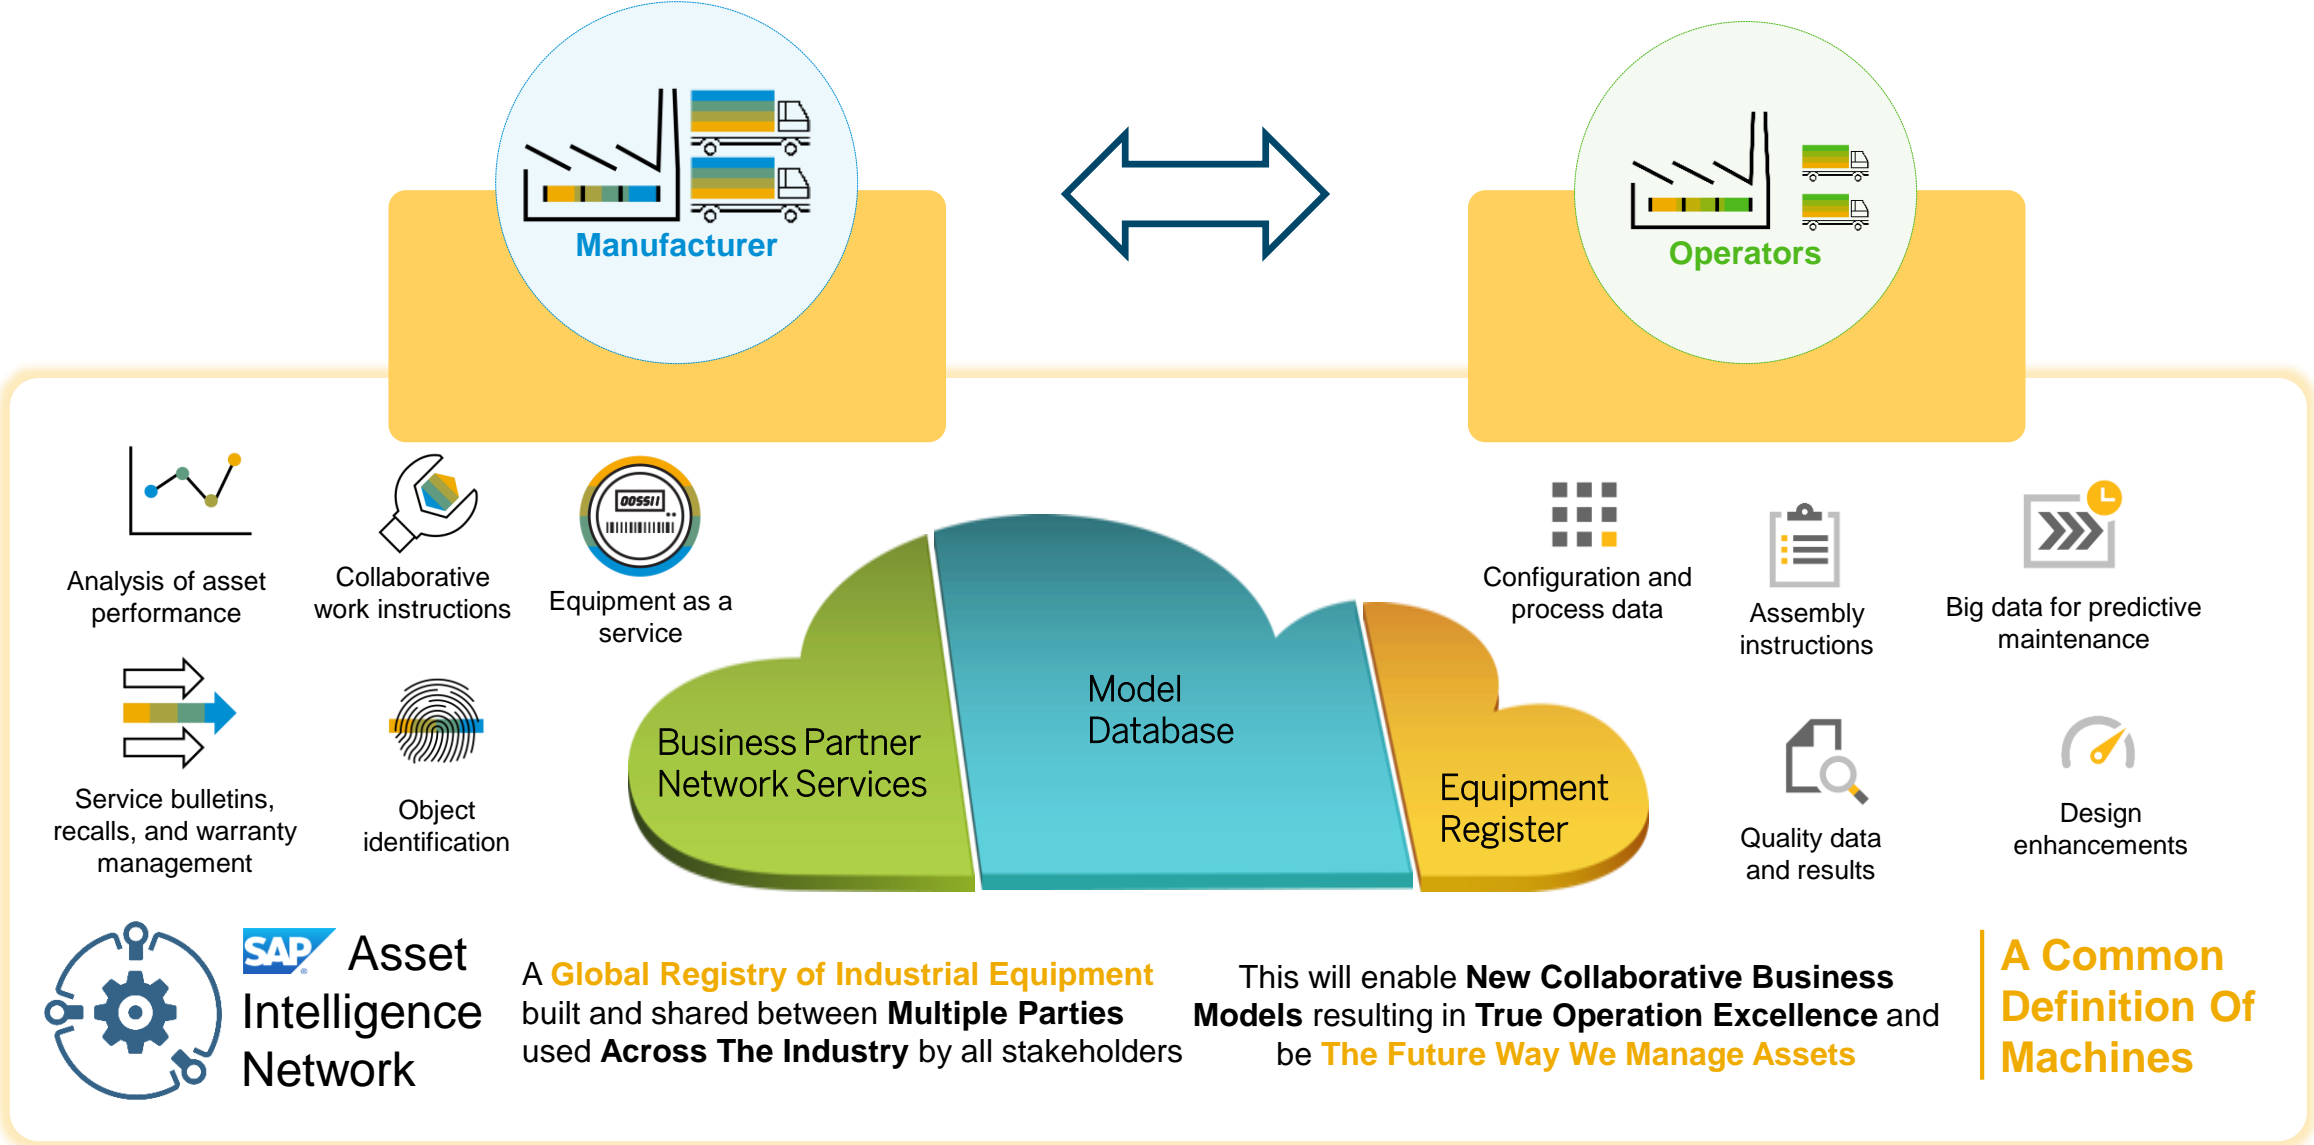 Manufacturer
Operators
Analysis of asset
performance
Collaborative
work instructions
00551!
Equipment as a
service
Configuration and
process data
Assembly
instructions
Big data for predictive
maintenance
Service bulletins,
recalls, and warranty
management
Object
identification
Business Partner
Network Services
Model
Database
Equipment
Register
Quality data
and results
Design
enhancements
SAP Asset
Intelligence
Network
A Global Registry of Industrial Equipment
built and shared between Multiple Parties
used Across The Industry by all stakeholders
This will enable New Collaborative Business
Models resulting in True Operation Excellence and
be The Future Way We Manage Assets
A Common
Definition Of
Machines